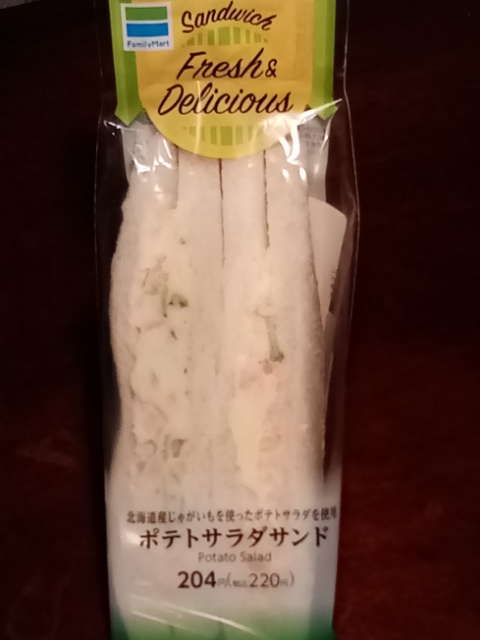 Sandwich
FamilyMart
Fresh&
Delicious
北海道産じゃがいもを使ったポテトサラダを使用
ポテトサラダサンド
Potato Salad
204円(税込220円)